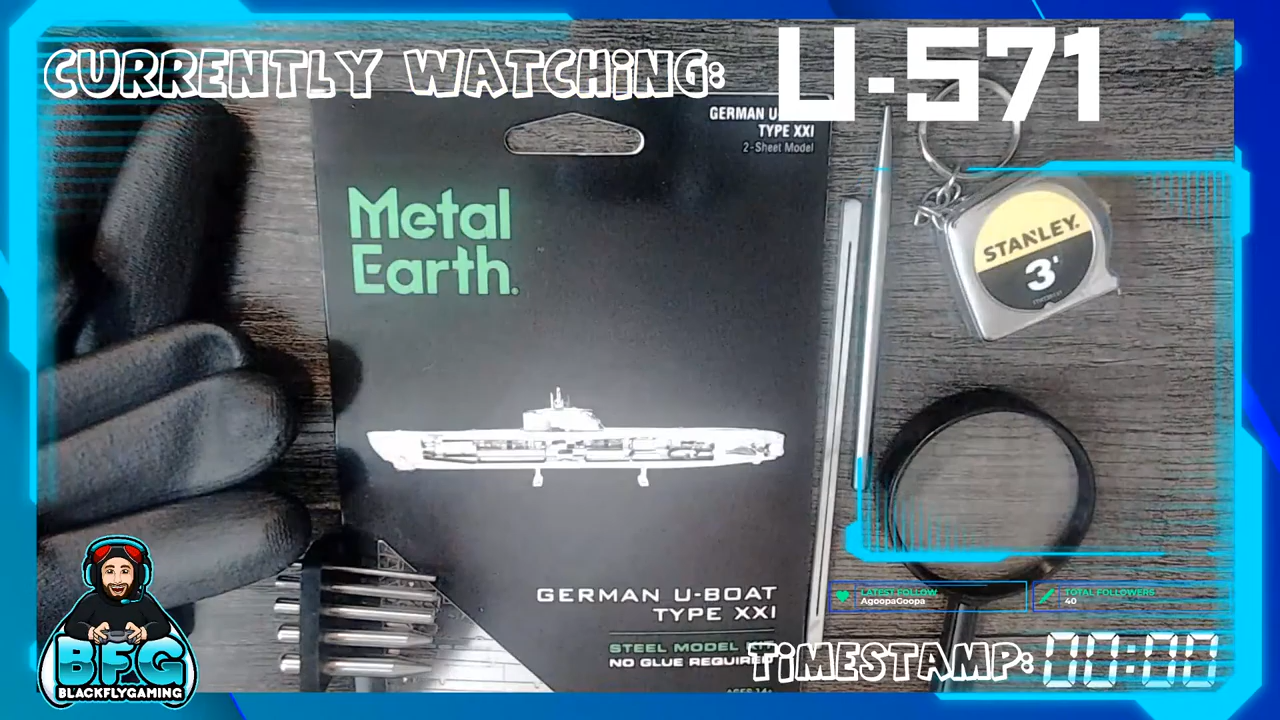 CURRENTLY WATCHING: U-571
GERMAN U-
TYPE XXI
2-Sheet Model
Metal
Earth.
STANLEY.
3'
GERMAN U-BOAT
TYPE XXI
STEEL MODEL
NO GLUE REQUIRED
LATEST FOLLOW
AgoopaGoopa
TOTAL FOLLOWERS
40
TIMESTAMP: 00:00
BFG
BLACKFLYGAMING